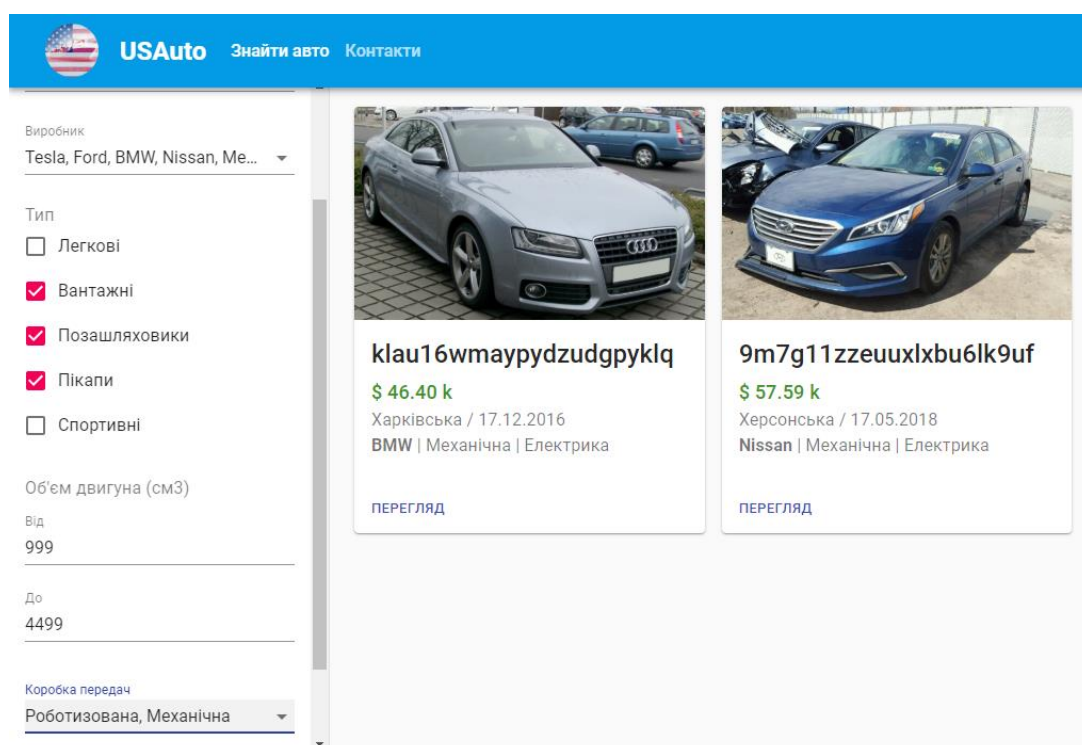 USAuto Знайти авто Контакти
Виробник
Tesla, Ford, BMW, Nissan, Me...
Тип
Легкові
Вантажні
Позашляховики
Пікапи
Спортивні
Об'єм двигуна (см3)
Від
999
До
4499
Коробка передач
Роботизована, Механічна
klau16wmaypydzudgpyklq
$ 46.40 k
Харківська / 17.12.2016
BMW | Механічна | Електрика
ПЕРЕГЛЯД
9m7g11zzeuuxlxbu6lk9uf
$ 57.59 k
Херсонська / 17.05.2018
Nissan | Механічна | Електрика
ПЕРЕГЛЯД